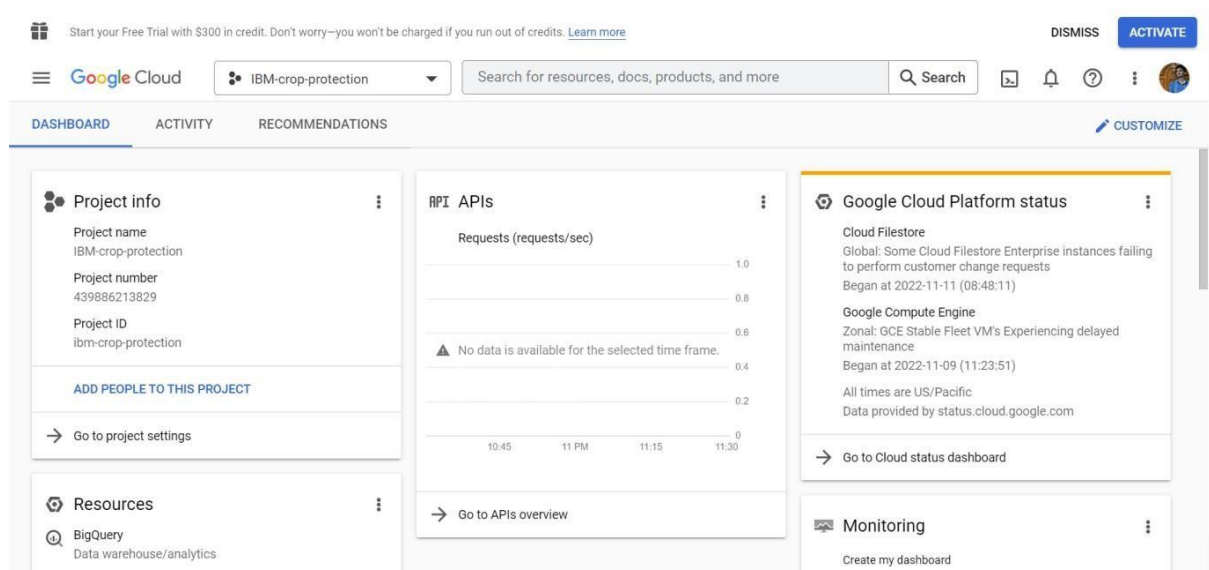 Start your Free Trial with $300 in credit. Don't worry—you won't be charged if you run out of credits. Learn more
DISMISS
ACTIVATE
Google Cloud
IBM-crop-protection
Search for resources, docs, products, and more
Search
DASHBOARD
ACTIVITY
RECOMMENDATIONS
CUSTOMIZE
Project info
Project name
IBM-crop-protection
Project number
439886213829
Project ID
ibm-crop-protection
ADD PEOPLE TO THIS PROJECT
Go to project settings
Resources
BigQuery
Data warehouse/analytics
API APIs
Requests (requests/sec)
1.0
0.8
0.6
No data is available for the selected time frame.
0.4
0.2
0
10:45
11 PM
11:15
11:30
Go to APIs overview
Google Cloud Platform status
Cloud Filestore
Global: Some Cloud Filestore Enterprise instances failing
to perform customer change requests
Began at 2022-11-11 (08:48:11)
Google Compute Engine
Zonal: GCE Stable Fleet VM's Experiencing delayed
maintenance
Began at 2022-11-09 (11:23:51)
All times are US/Pacific
Data provided by status.cloud.google.com
Go to Cloud status dashboard
Monitoring
Create my dashboard